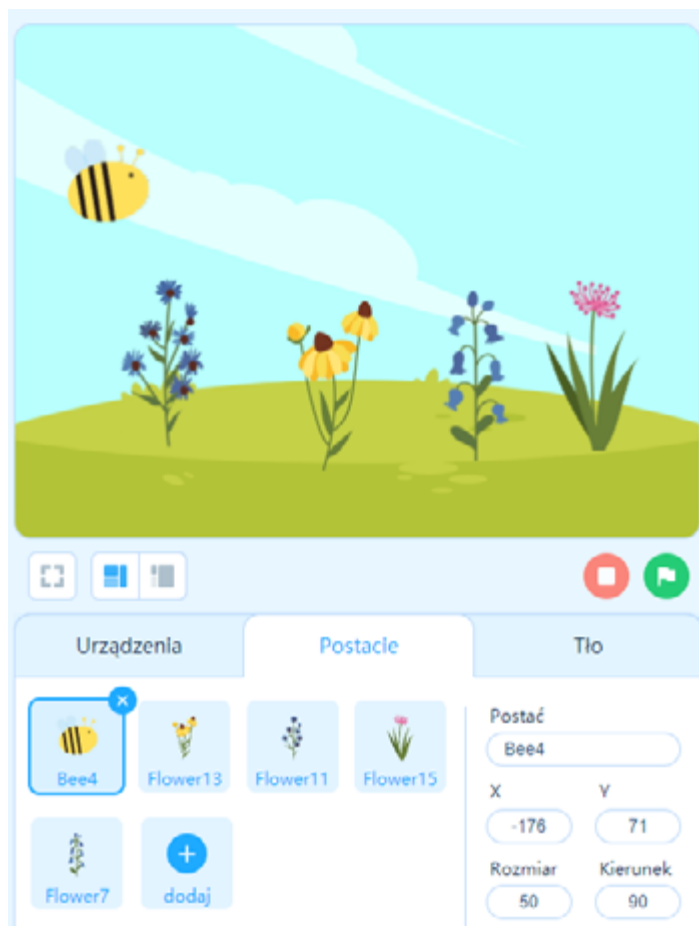 Urządzenia Postacie Tło
Postać
Bee4
Bee4 Flower13 Flower11 Flower15
X Y
-176 71
Rozmiar Kierunek
50 90
Flower7 dodaj